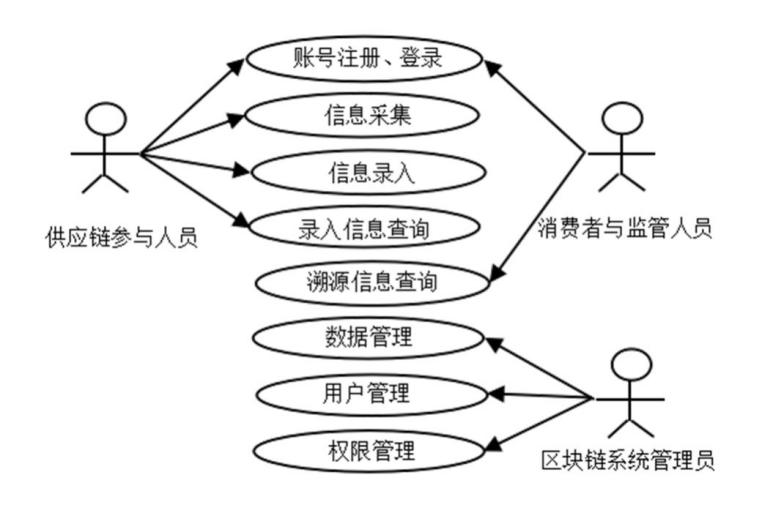 账号注册、登录
信息采集
信息录入
供应链参与人员
录入信息查询
消费者与监管人员
溯源信息查询
数据管理
用户管理
权限管理
区块链系统管理员